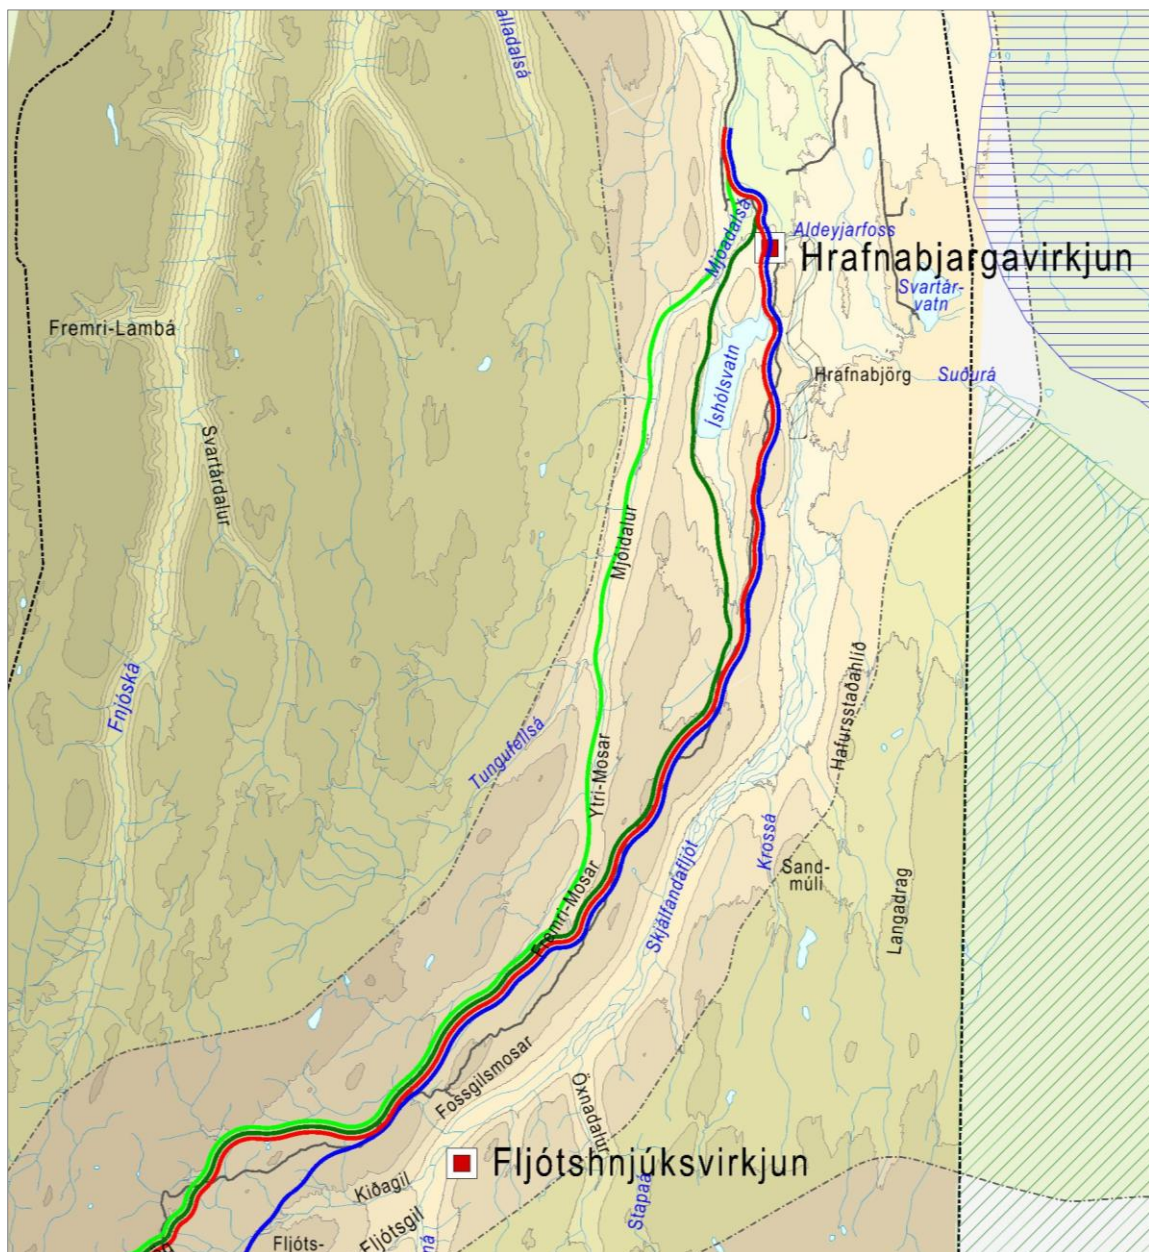 alladalsá
Mjóadalsá
Aldeyjarfoss
Hrafnabjargavirkjun
Svartár-
vatn
Fremri-Lambá
Íshólsvatn
Hrafnabjörg
Suðurá
Svartárdalur
Mjóidalur
Fnjóská
Tungufellsá
Ytri-Mosar
Hafursstaðahlíð
Krossá
Sand-
múli
Langadrag
Skjálfandafljót
Fremri-Mosar
Fossgilsmosar
Öxnadalur
Fljótshnjúksvirkjun
Kiðagil
Stapaá
Fljótsgil
Fljóts-